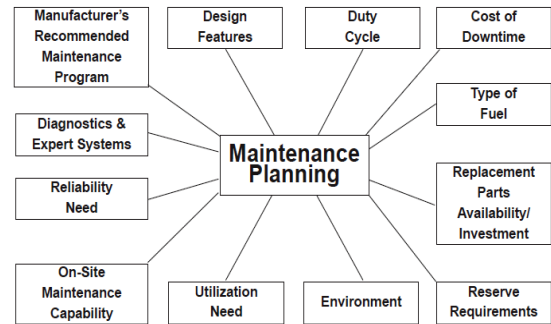 Manufacturer's
Recommended
Maintenance
Program
Design
Features
Duty
Cycle
Cost of
Downtime
Type of
Fuel
Diagnostics &
Expert Systems
Maintenance
Planning
Reliability
Need
Replacement
Parts
Availability/
Investment
On-Site
Maintenance
Capability
Utilization
Need
Environment
Reserve
Requirements